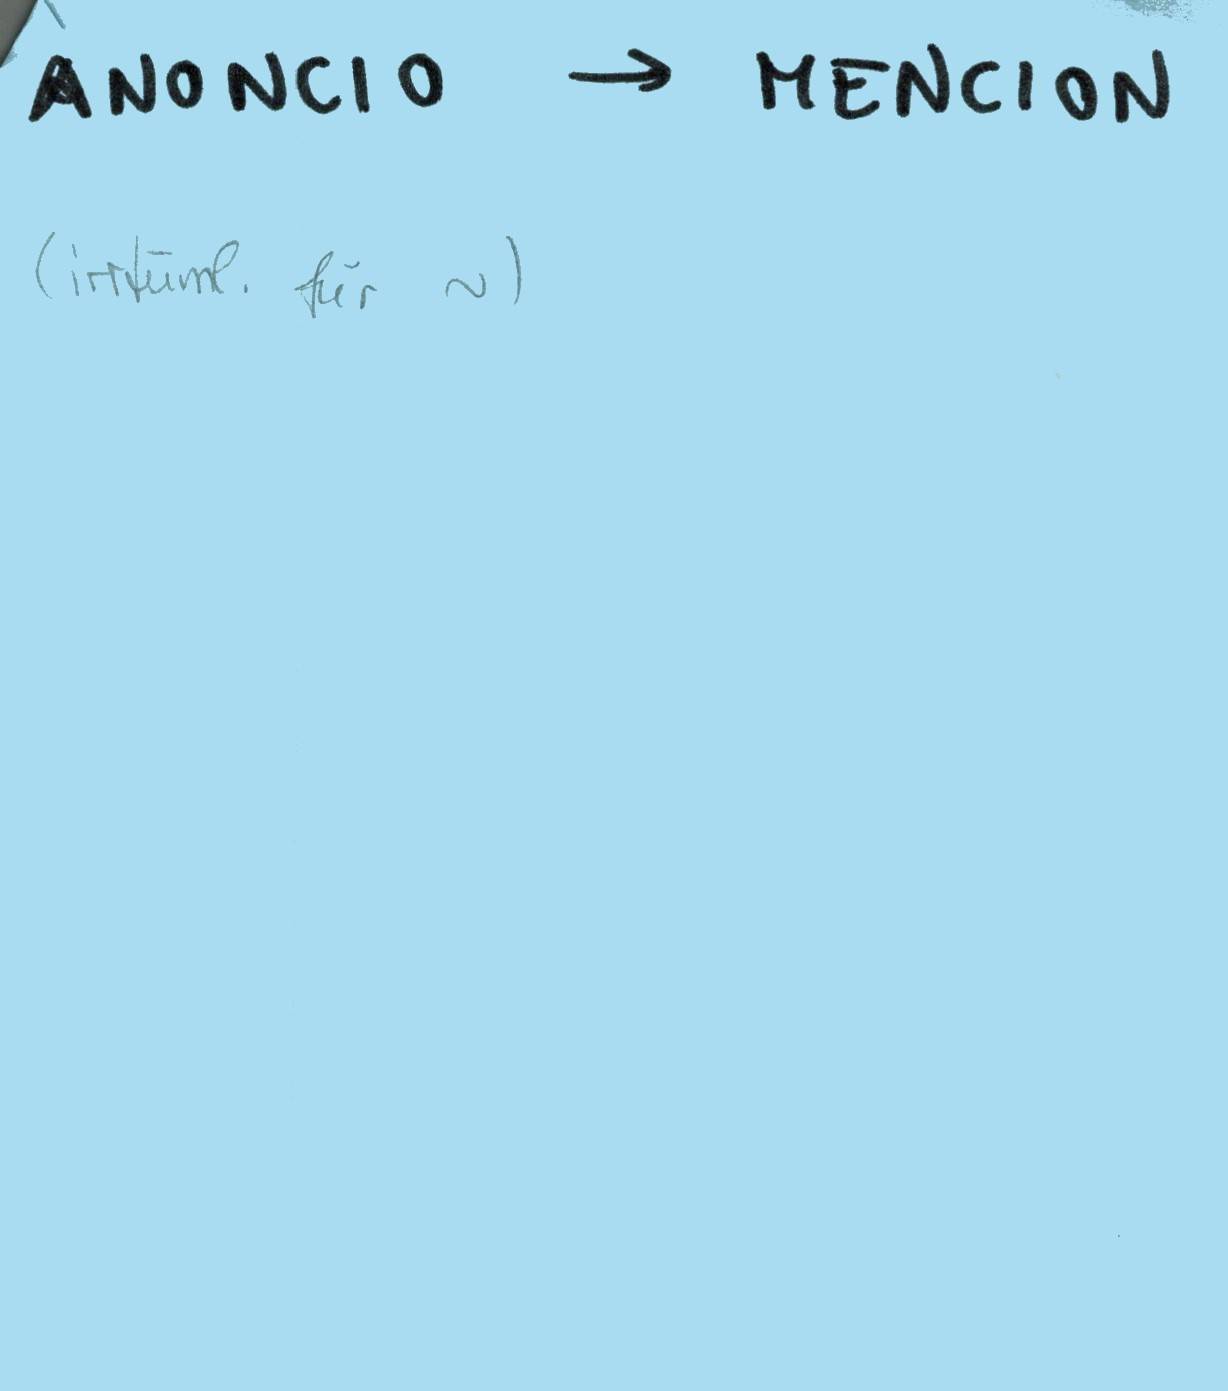 ANONCIO → MENCION
(irrtüml. für ~)